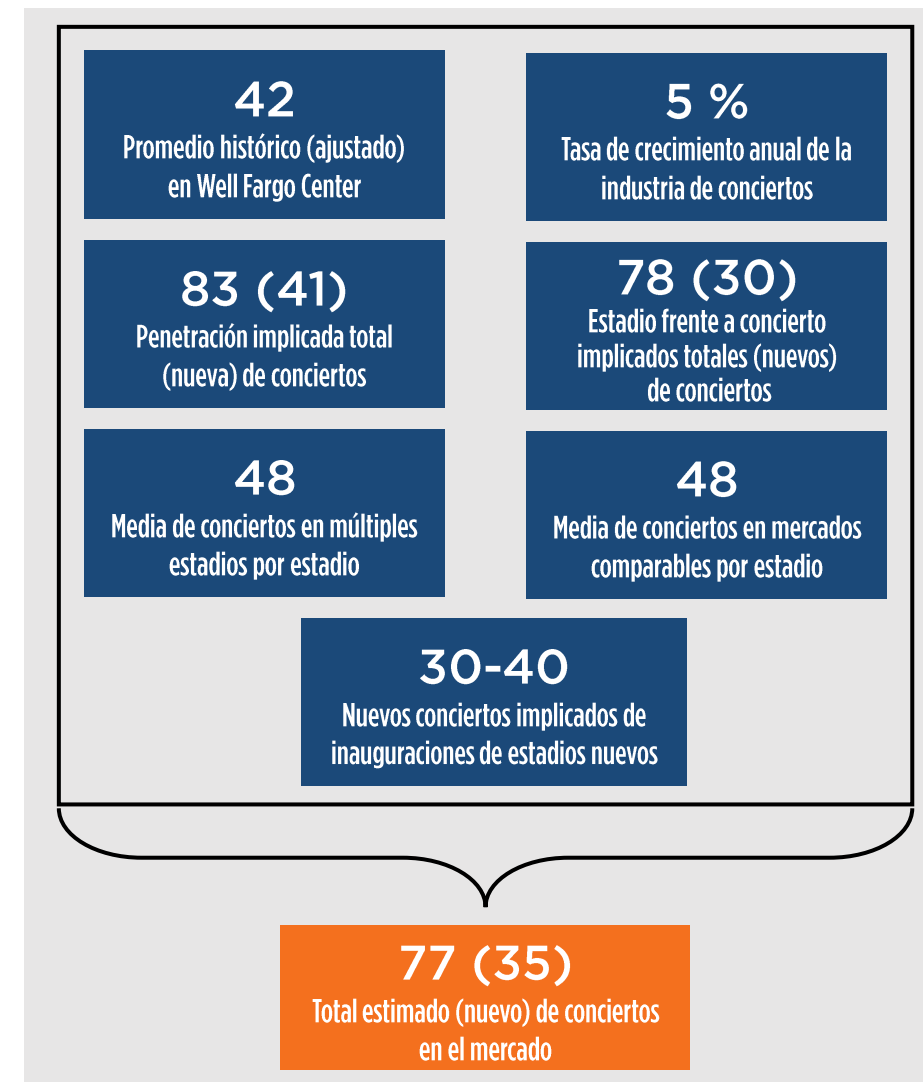 42
Promedio histórico (ajustado)
en Well Fargo Center
5 %
Tasa de crecimiento anual de la
industria de conciertos
83 (41)
Penetración implicada total
(nueva) de conciertos
78 (30)
Estadio frente a concierto
implicados totales (nuevos)
de conciertos
48
Media de conciertos en múltiples
estadios por estadio
48
Media de conciertos en mercados
comparables por estadio
30-40
Nuevos conciertos implicados de
inauguraciones de estadios nuevos
77 (35)
Total estimado (nuevo) de conciertos
en el mercado